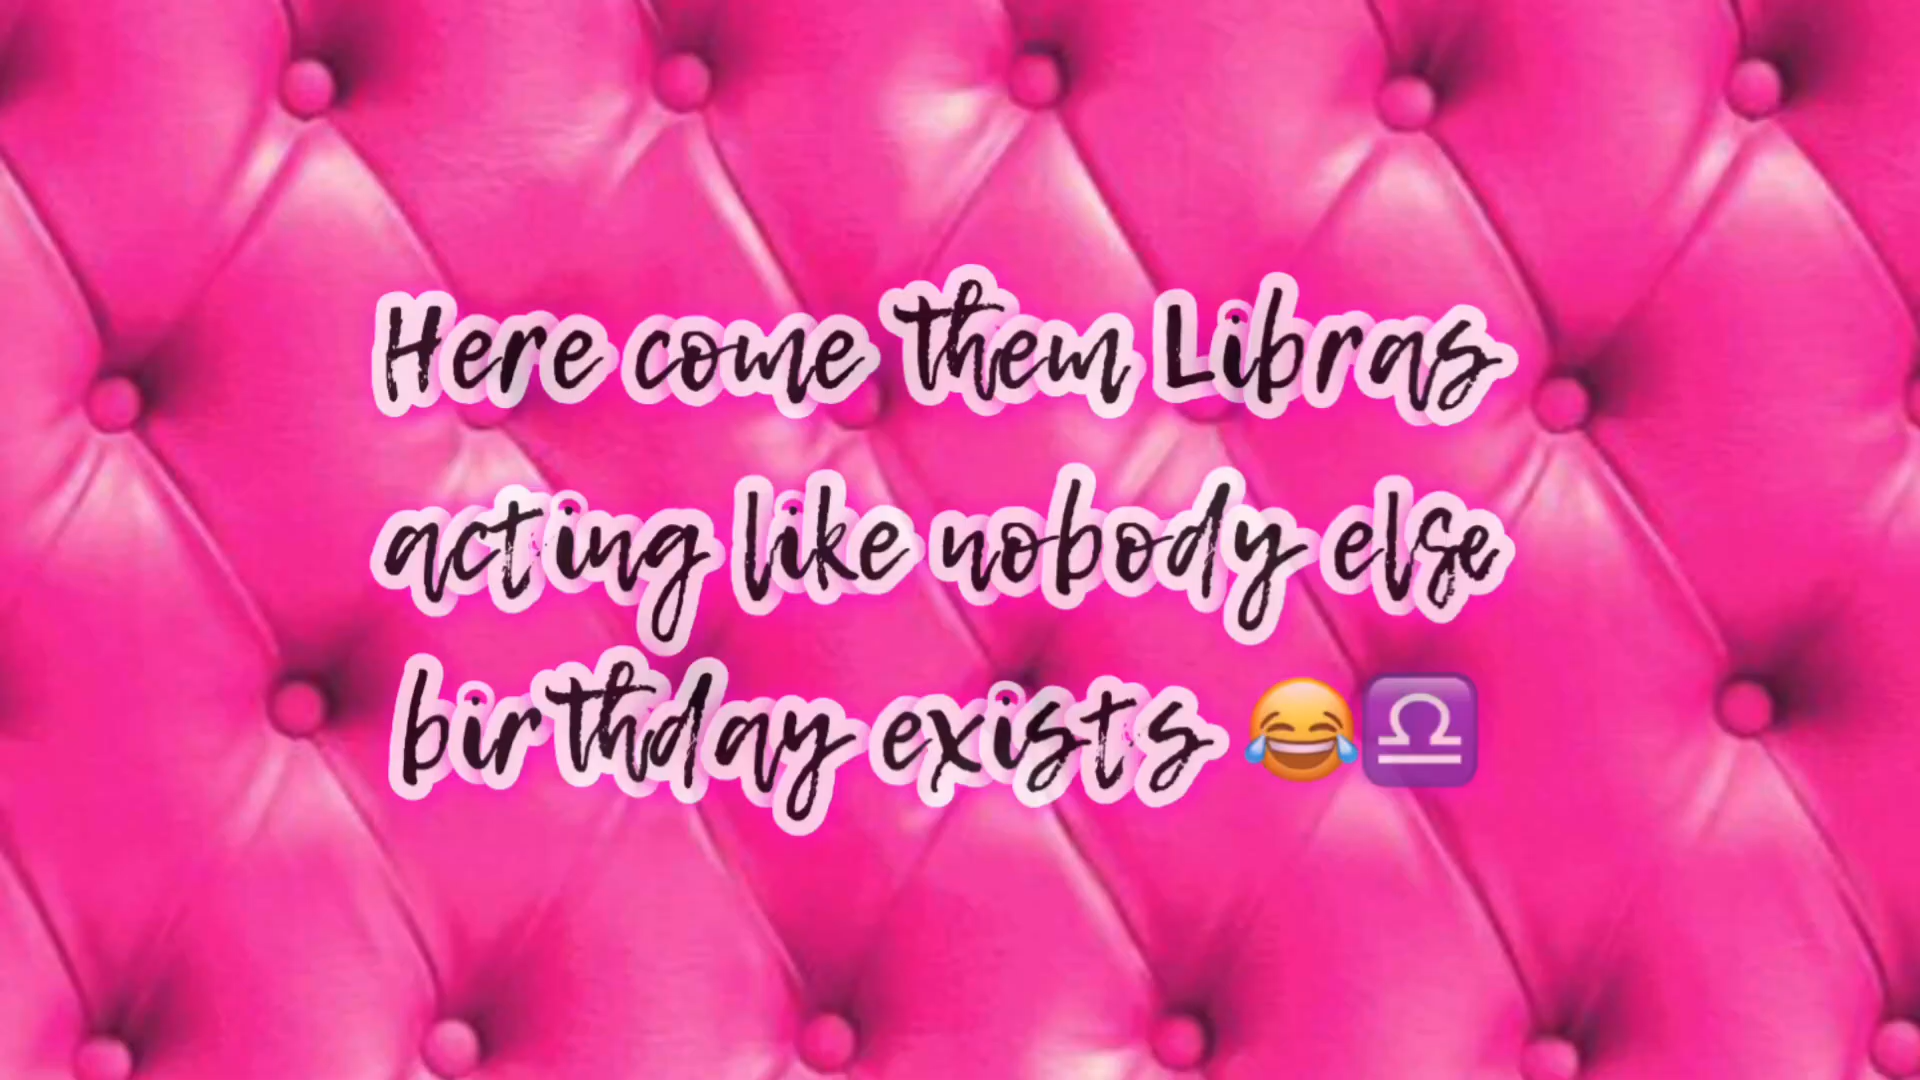 Here come them Libras
acting like nobody else
birthday exists 😂♎